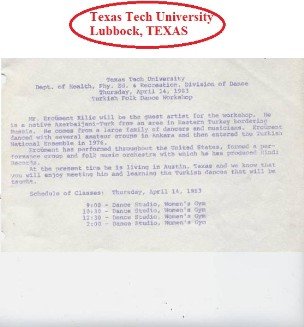 Texas Tech University
Lubbock, TEXAS
Texas Tech University
Dept. of Health, Phy. Ed. & Recreation, Division of Dance
Thursday, April 14, 1983
Turkish Folk Dance Workshop
Mr. Ercüment Kilic will be the guest artist for the workshop. He
is a native Azerbaijani-Turk from an area in Eastern Turkey bordering
Russia. He comes from a large family of dancers and musicians. Ercüment
danced with several amateur groups in Ankara and then entered the Turkish
National Ensemble in 1976.
Ercüment has performed throughout the United States, formed a per-
formance group and folk music orchestra with which he has produced
Records.
At the present time he is living in Austin, Texas and we know that
you will enjoy meeting him and learning the Turkish dances that will be
taught.
Schedule of Classes: Thursday, April 14, 1983
9:00 - Dance Studio, Women's Gym
10:30 - Dance Studio, Women's Gym
12:30 - Dance Studio, Women's Gym
2:00 - Dance Studio, Women's Gym